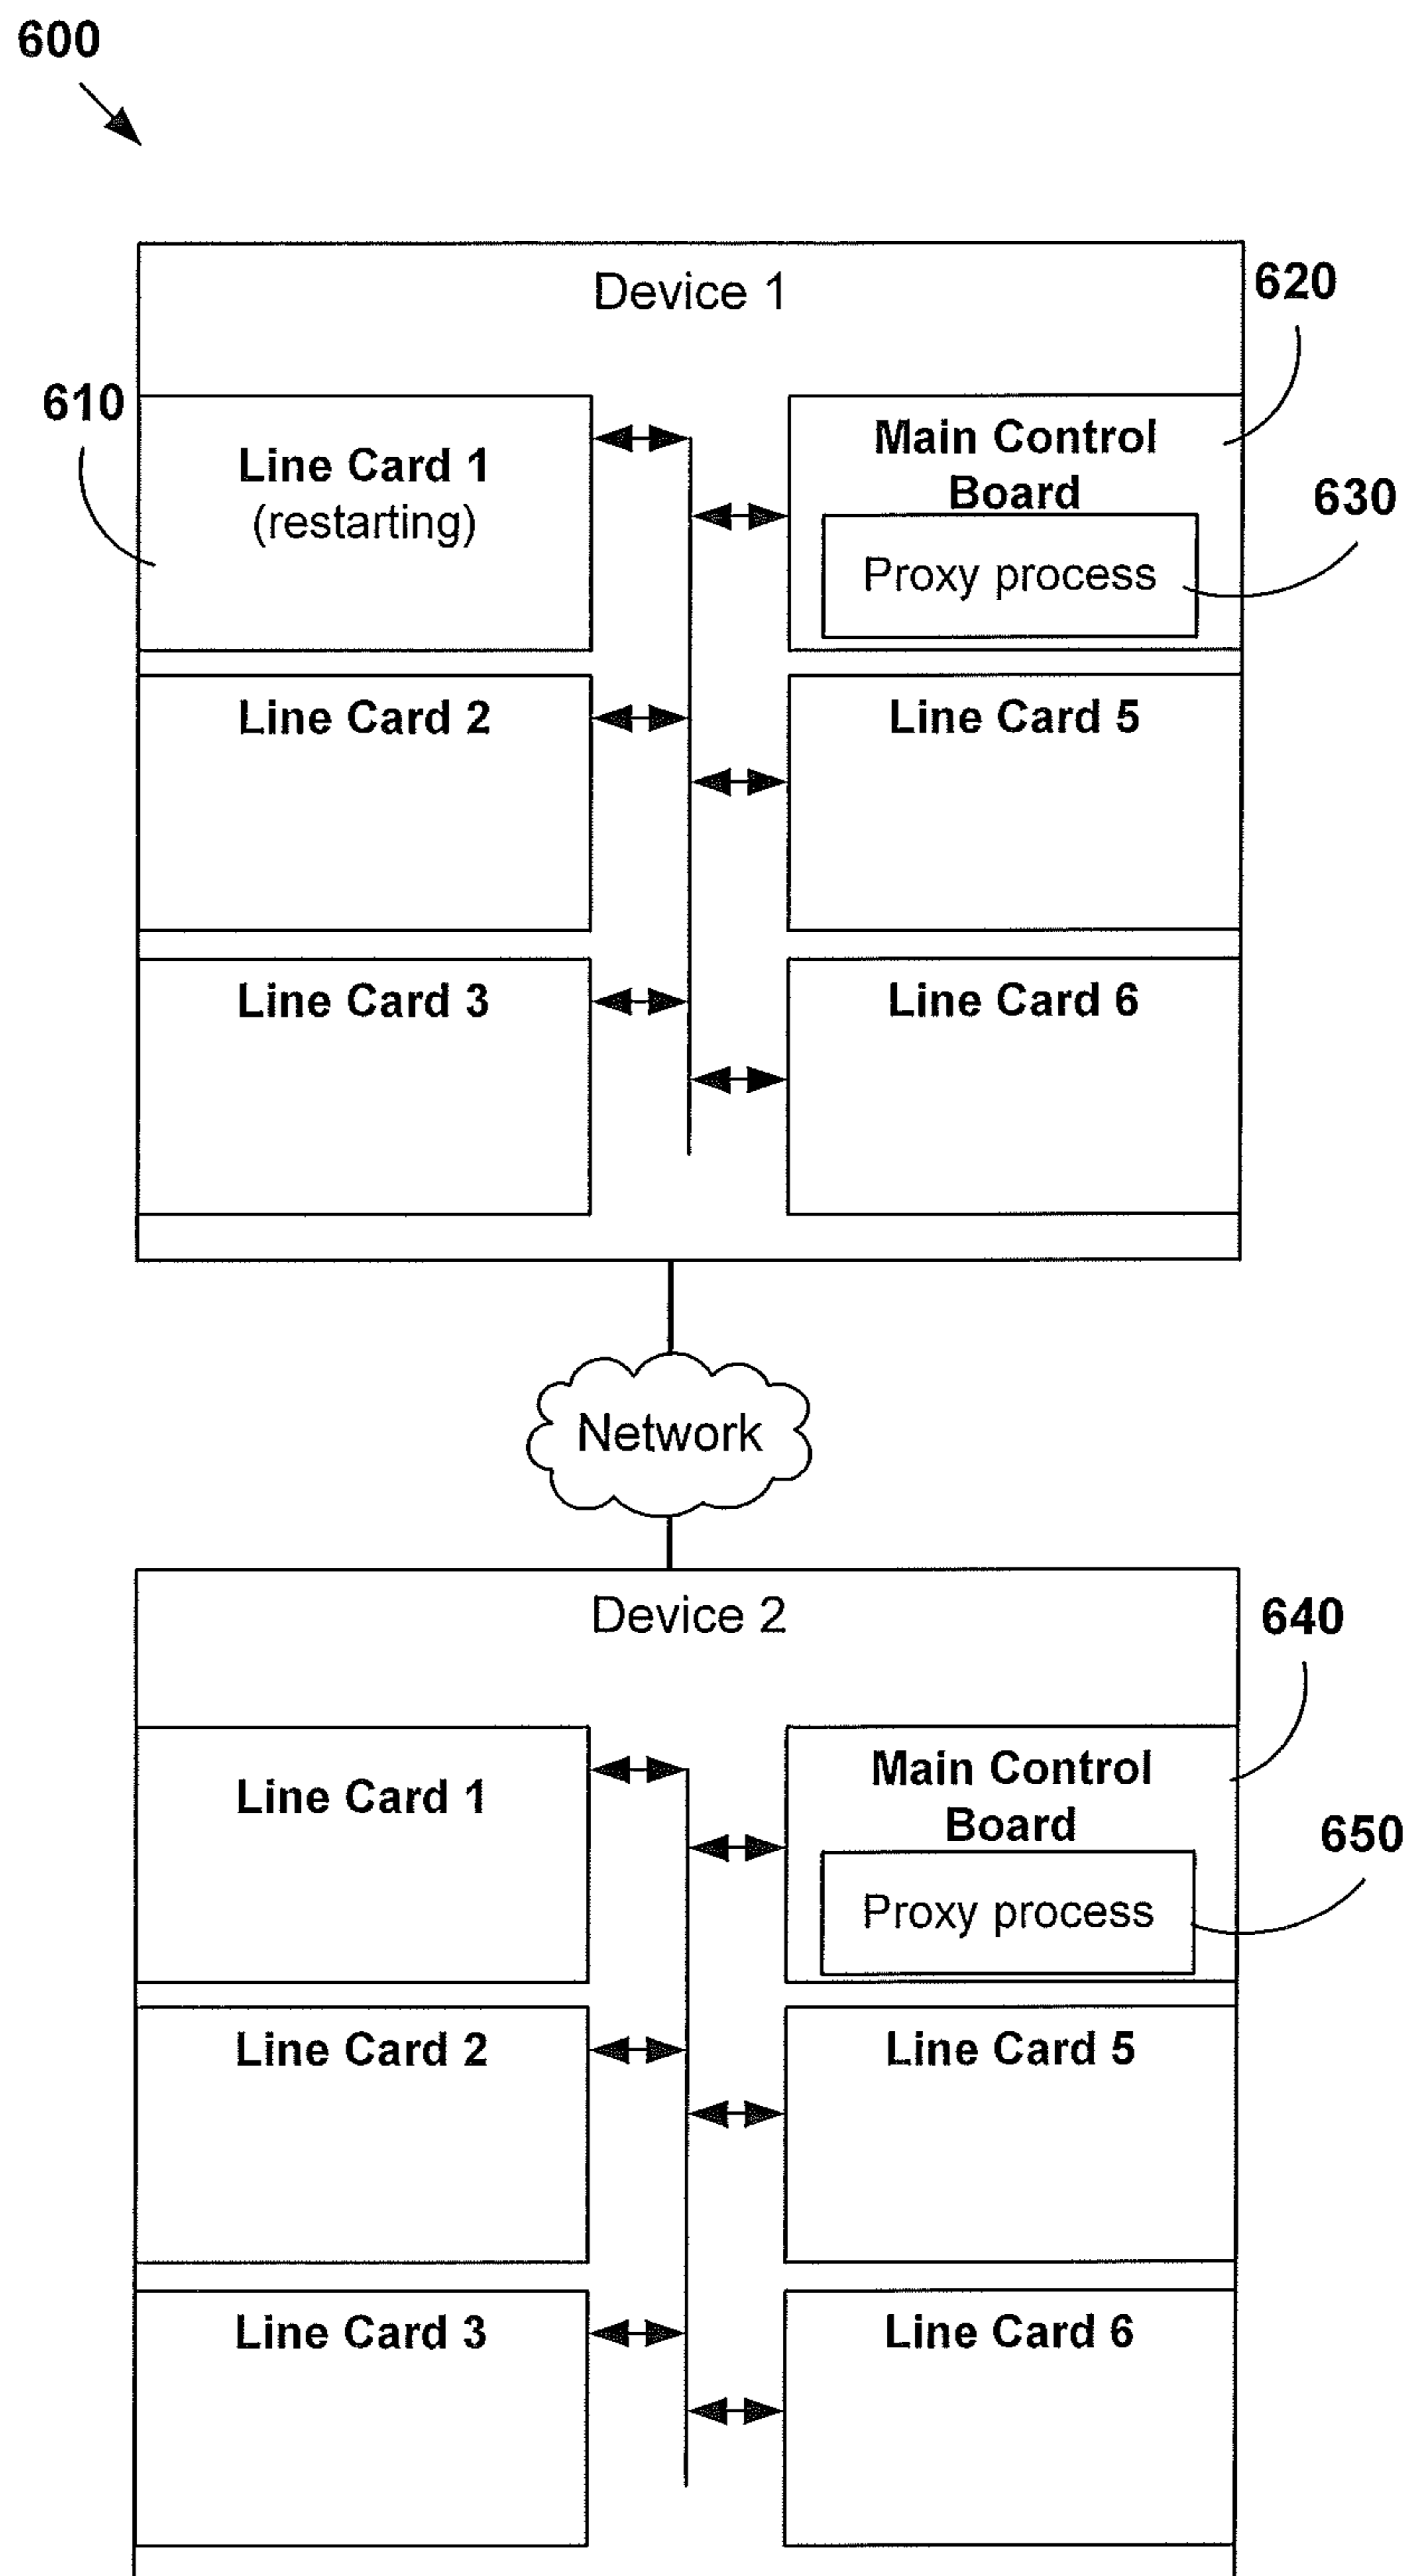 600
Device 1
620
610
Line Card 1
(restarting)
Main Control
Board
630
Proxy process
Line Card 2
Line Card 5
Line Card 3
Line Card 6
Network
Device 2
640
Line Card 1
Main Control
Board
650
Proxy process
Line Card 2
Line Card 5
Line Card 3
Line Card 6